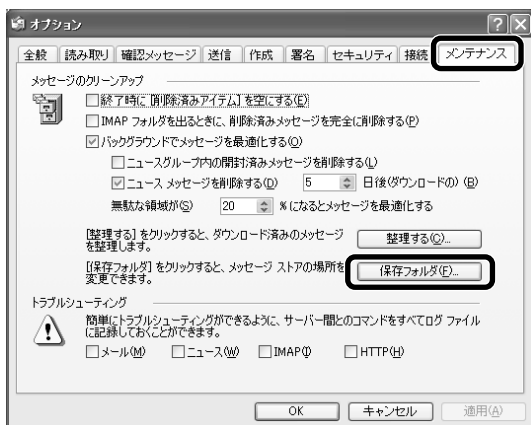 オプション
全般 読み取り 確認メッセージ 送信 作成 署名 セキュリティ 接続 メンテナンス
メッセージのクリーンアップ
終了時に [削除済みアイテム] を空にする(E)
IMAP フォルダを出るときに、削除済みメッセージを完全に削除する(P)
バックグラウンドでメッセージを最適化する(O)
ニュースグループ内の開封済みメッセージを削除する(L)
ニュース メッセージを削除する(D) 5 日後(ダウンロードの) (B)
無駄な領域が(S) 20 % になるとメッセージを最適化する
[整理する] をクリックすると、ダウンロード済みのメッセージ
を整理します。
整理する(C)...
[保存フォルダ] をクリックすると、メッセージ ストアの場所を
変更できます。
保存フォルダ(F)...
トラブルシューティング
簡単にトラブルシューティングができるように、サーバー間とのコマンドをすべてログ ファイル
に記録しておくことができます。
メール(M) ニュース(W) IMAP(I) HTTP(H)
OK キャンセル 適用(A)